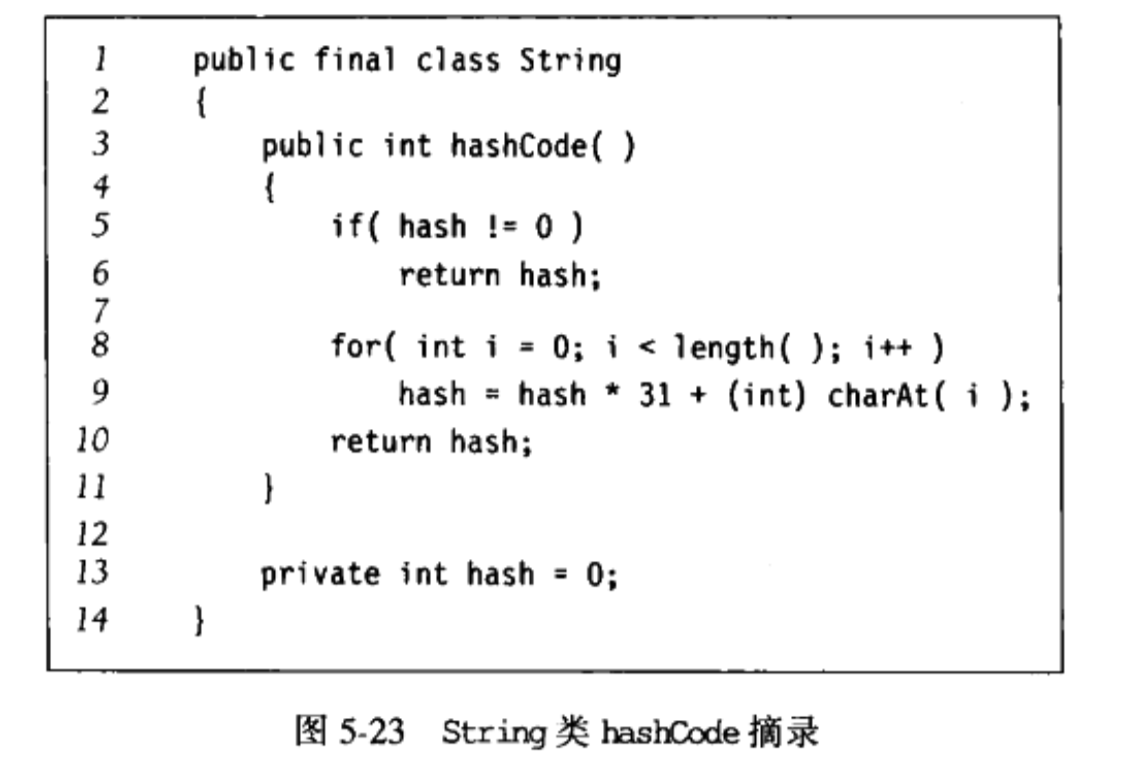 1 public final class String
2 {
3 public int hashCode( )
4 {
5 if( hash != 0 )
6 return hash;
7
8 for( int i = 0; i < length( ); i++ )
9 hash = hash * 31 + (int) charAt( i );
10 return hash;
11 }
12
13 private int hash = 0;
14 }
图 5-23 String 类 hashCode 摘录